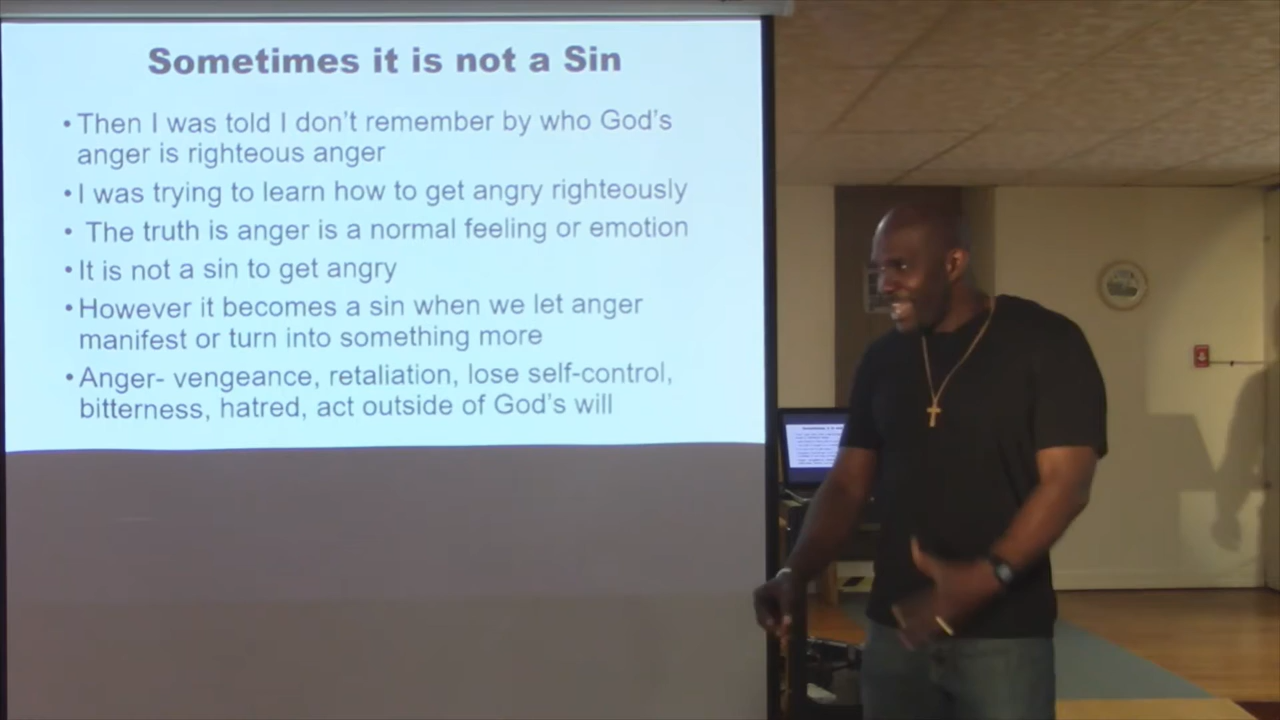 Sometimes it is not a Sin
• Then I was told I don't remember by who God's
anger is righteous anger
• I was trying to learn how to get angry righteously
• The truth is anger is a normal feeling or emotion
• It is not a sin to get angry
• However it becomes a sin when we let anger
manifest or turn into something more
• Anger- vengeance, retaliation, lose self-control,
bitterness, hatred, act outside of God's will